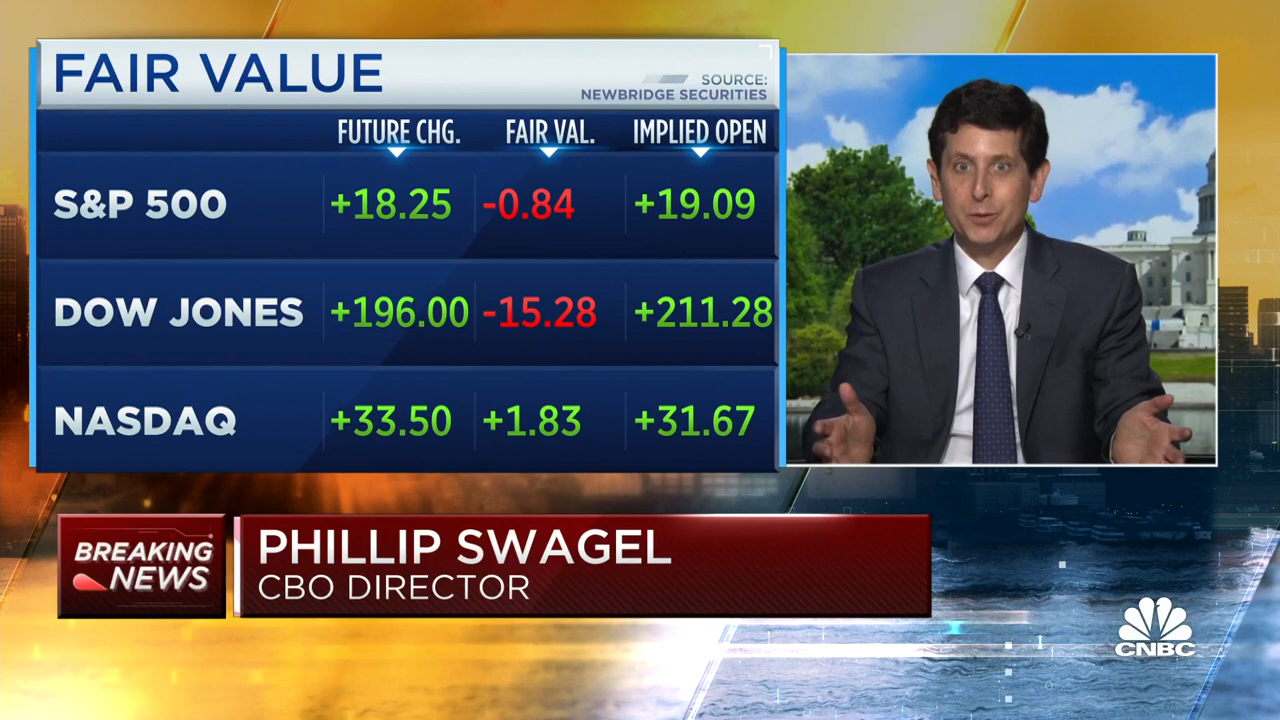 FAIR VALUE
SOURCE:
NEWBRIDGE SECURITIES
FUTURE CHG. FAIR VAL. IMPLIED OPEN
S&P 500 +18.25 -0.84 +19.09
DOW JONES +196.00 -15.28 +211.28
NASDAQ +33.50 +1.83 +31.67
BREAKING
NEWS
PHILLIP SWAGEL
CBO DIRECTOR
CNBC